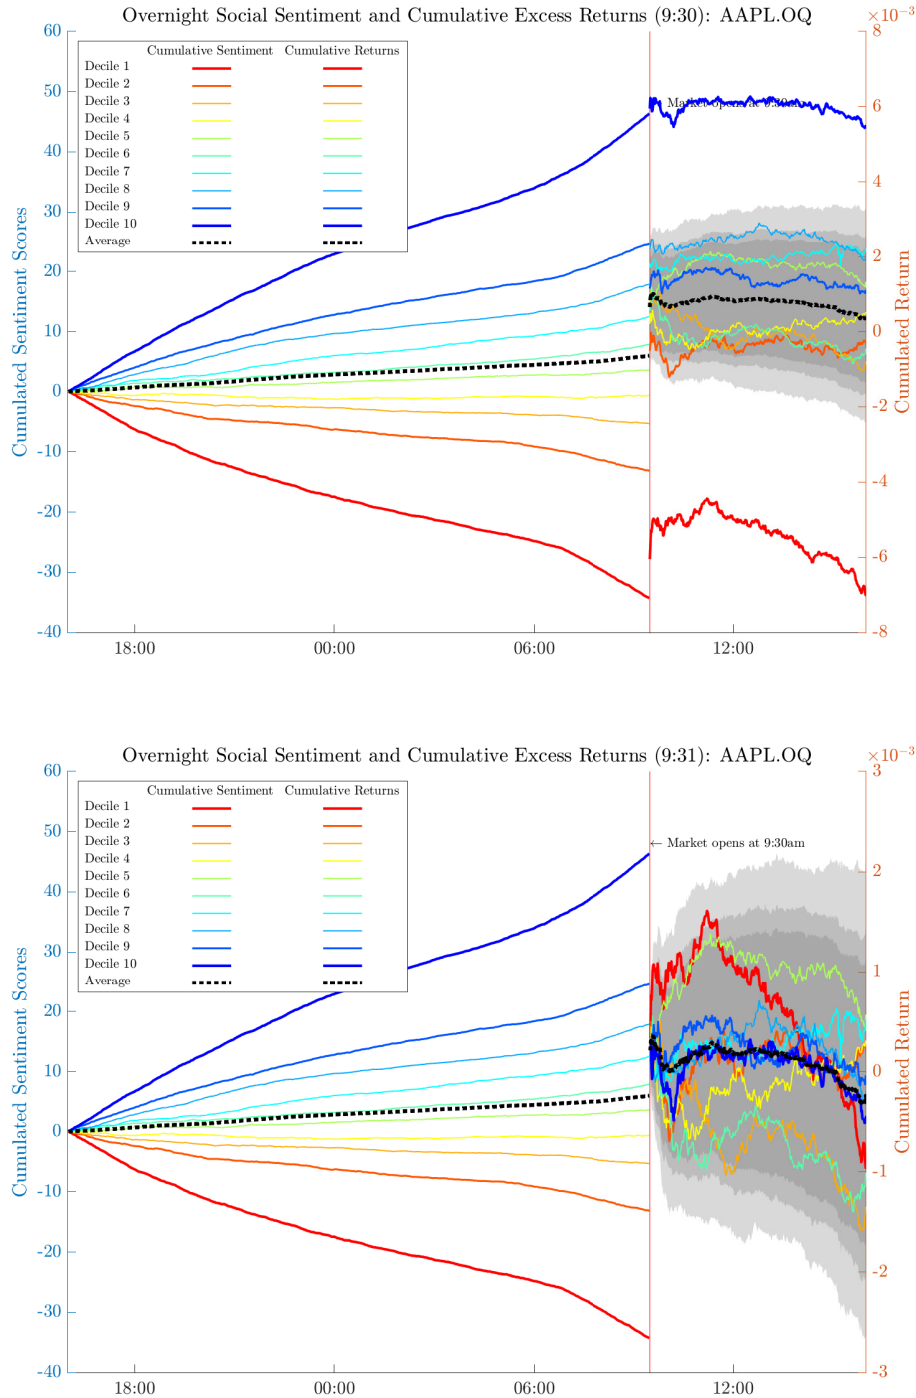 Overnight Social Sentiment and Cumulative Excess Returns (9:30): AAPL.OQ
×10⁻³
60
50
40
30
20
10
0
-10
-20
-30
-40
Cumulated Sentiment Scores
Cumulative Sentiment Cumulative Returns
Decile 1
Decile 2
Decile 3
Decile 4
Decile 5
Decile 6
Decile 7
Decile 8
Decile 9
Decile 10
Average
← Market opens at 9:30am
8
6
4
2
0
-2
-4
-6
-8
Cumulated Return
18:00 00:00 06:00 12:00
Overnight Social Sentiment and Cumulative Excess Returns (9:31): AAPL.OQ
×10⁻³
60
50
40
30
20
10
0
-10
-20
-30
-40
Cumulated Sentiment Scores
Cumulative Sentiment Cumulative Returns
Decile 1
Decile 2
Decile 3
Decile 4
Decile 5
Decile 6
Decile 7
Decile 8
Decile 9
Decile 10
Average
← Market opens at 9:30am
3
2
1
0
-1
-2
-3
Cumulated Return
18:00 00:00 06:00 12:00